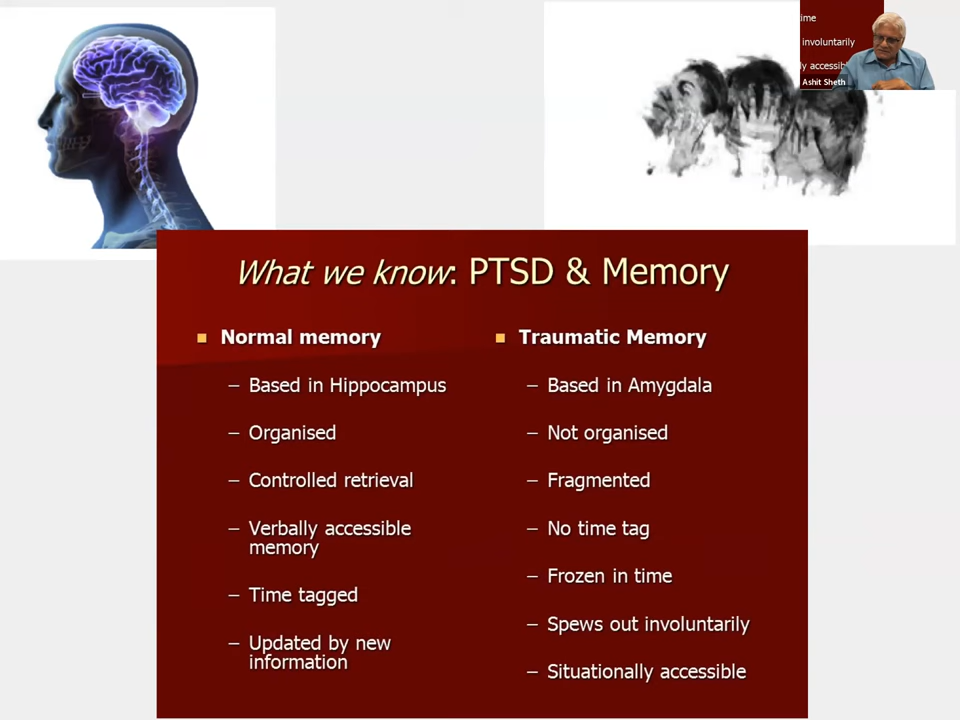 ime
involuntarily
ly accessib
Ashit Sheth
What we know: PTSD & Memory
Normal memory
– Based in Hippocampus
– Organised
– Controlled retrieval
– Verbally accessible
memory
– Time tagged
– Updated by new
information
Traumatic Memory
– Based in Amygdala
– Not organised
– Fragmented
– No time tag
– Frozen in time
– Spews out involuntarily
– Situationally accessible